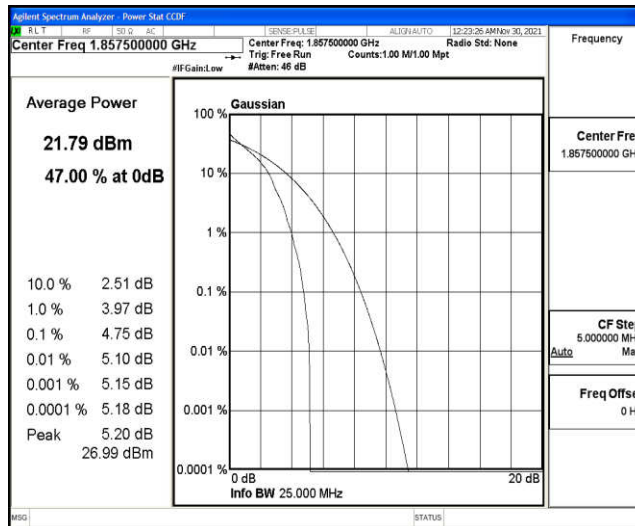 Agilent Spectrum Analyzer - Power Stat CCDF
R L T RF 50 Ω AC SENSE:PULSE ALIGN AUTO 12:23:26 AM Nov 30, 2021
Center Freq 1.857500000 GHz
Center Freq: 1.857500000 GHz Radio Std: None
Trig: Free Run Counts:1.00 M/1.00 Mpt
#IFGain:Low #Atten: 46 dB
Average Power
21.79 dBm
47.00 % at 0dB
10.0 % 2.51 dB
1.0 % 3.97 dB
0.1 % 4.75 dB
0.01 % 5.10 dB
0.001 % 5.15 dB
0.0001 % 5.18 dB
Peak 5.20 dB
26.99 dBm
Gaussian
100 %
10 %
1 %
0.1 %
0.01 %
0.001 %
0.0001 %
0 dB 20 dB
Info BW 25.000 MHz
Frequency
Center Fre
1.857500000 GH
CF Ste
5.000000 MH
Auto Ma
Freq Offse
0 H
MSG STATUS